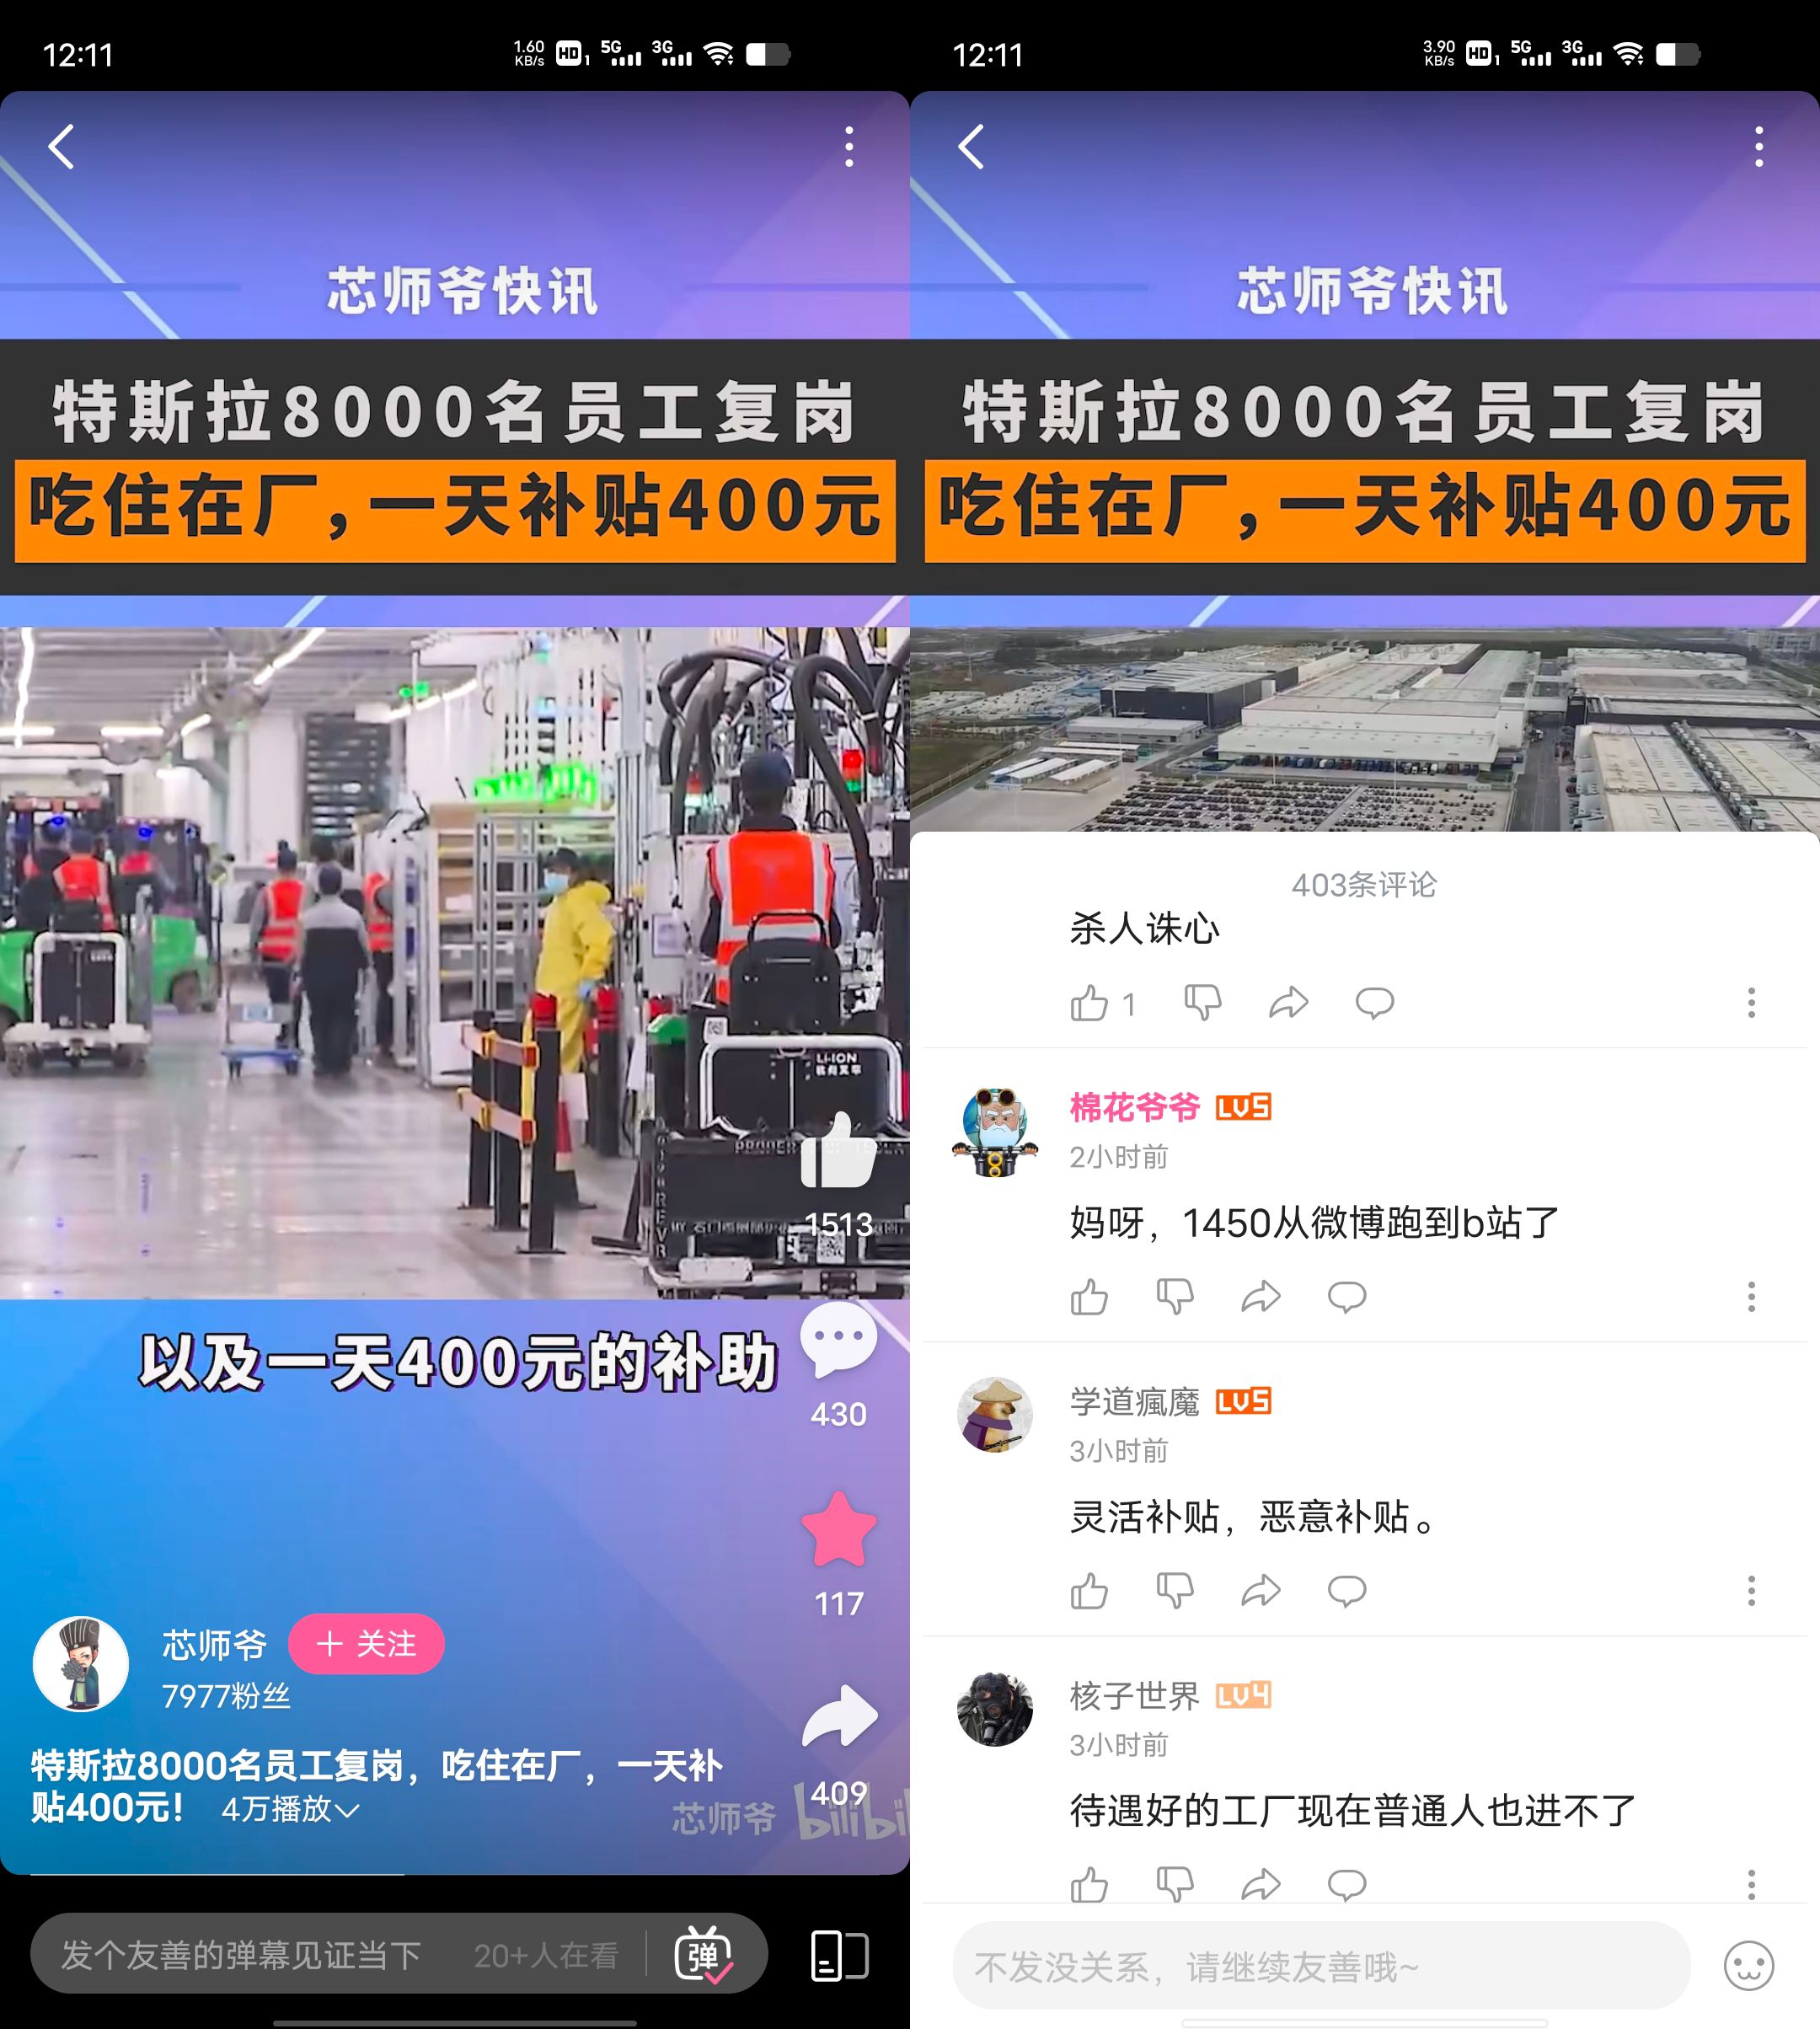 12:11
1.60
KB/s
HD 1
5G
3G
芯师爷快讯
特斯拉8000名员工复岗
吃住在厂，一天补贴400元
Li-ION
杭州叉车
1513
以及一天400元的补助
430
117
芯师爷
+ 关注
7977粉丝
特斯拉8000名员工复岗，吃住在厂，一天补
贴400元！ 4万播放
409
芯师爷 bilibil
发个友善的弹幕见证当下 20+人在看 弹
12:11
3.90
KB/s
HD 1
5G
3G
芯师爷快讯
特斯拉8000名员工复岗
吃住在厂，一天补贴400元
403条评论
杀人诛心
1
棉花爷爷 LV5
2小时前
妈呀，1450从微博跑到b站了
学道瘋魔 LV5
3小时前
灵活补贴，恶意补贴。
核子世界 LV4
3小时前
待遇好的工厂现在普通人也进不了
不发没关系，请继续友善哦~